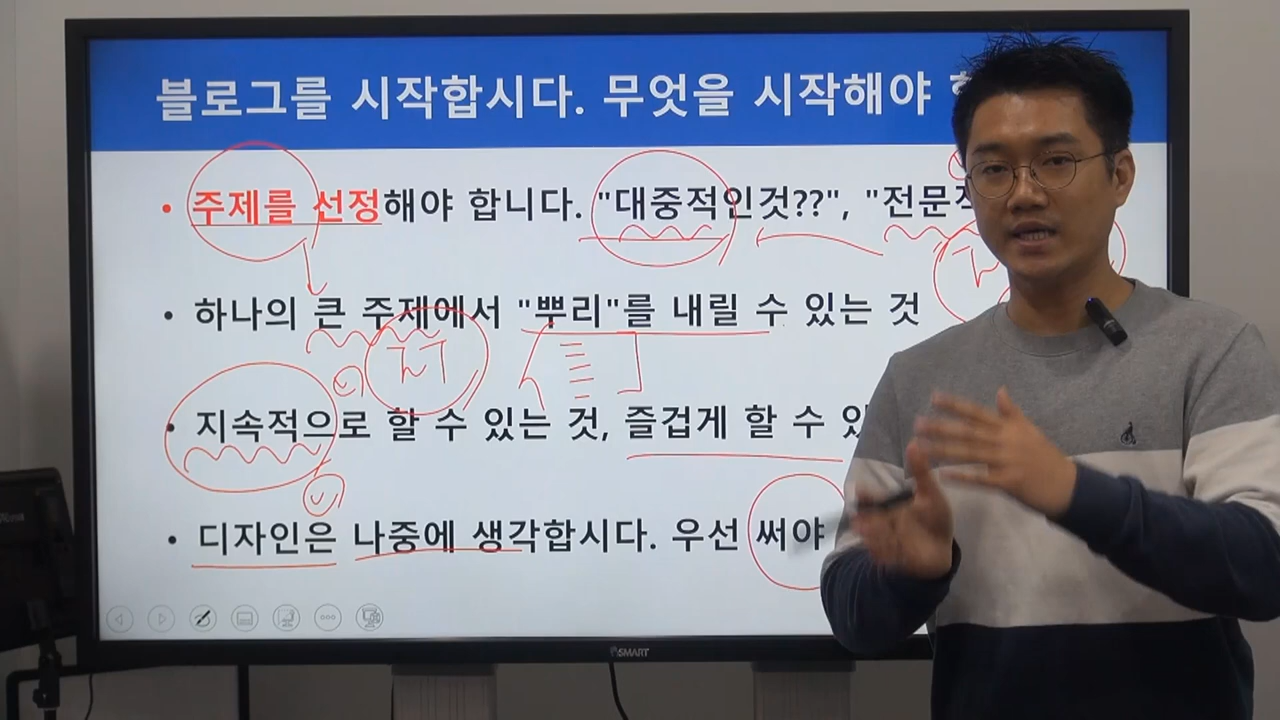 블로그를 시작합시다. 무엇을 시작해야
• 주제를 선정해야 합니다. "대중적인것??", "전문적
• 하나의 큰 주제에서 "뿌리"를 내릴 수 있는 것
• 지속적으로 할 수 있는 것, 즐겁게 할 수 있
• 디자인은 나중에 생각합시다. 우선 써야
SMART